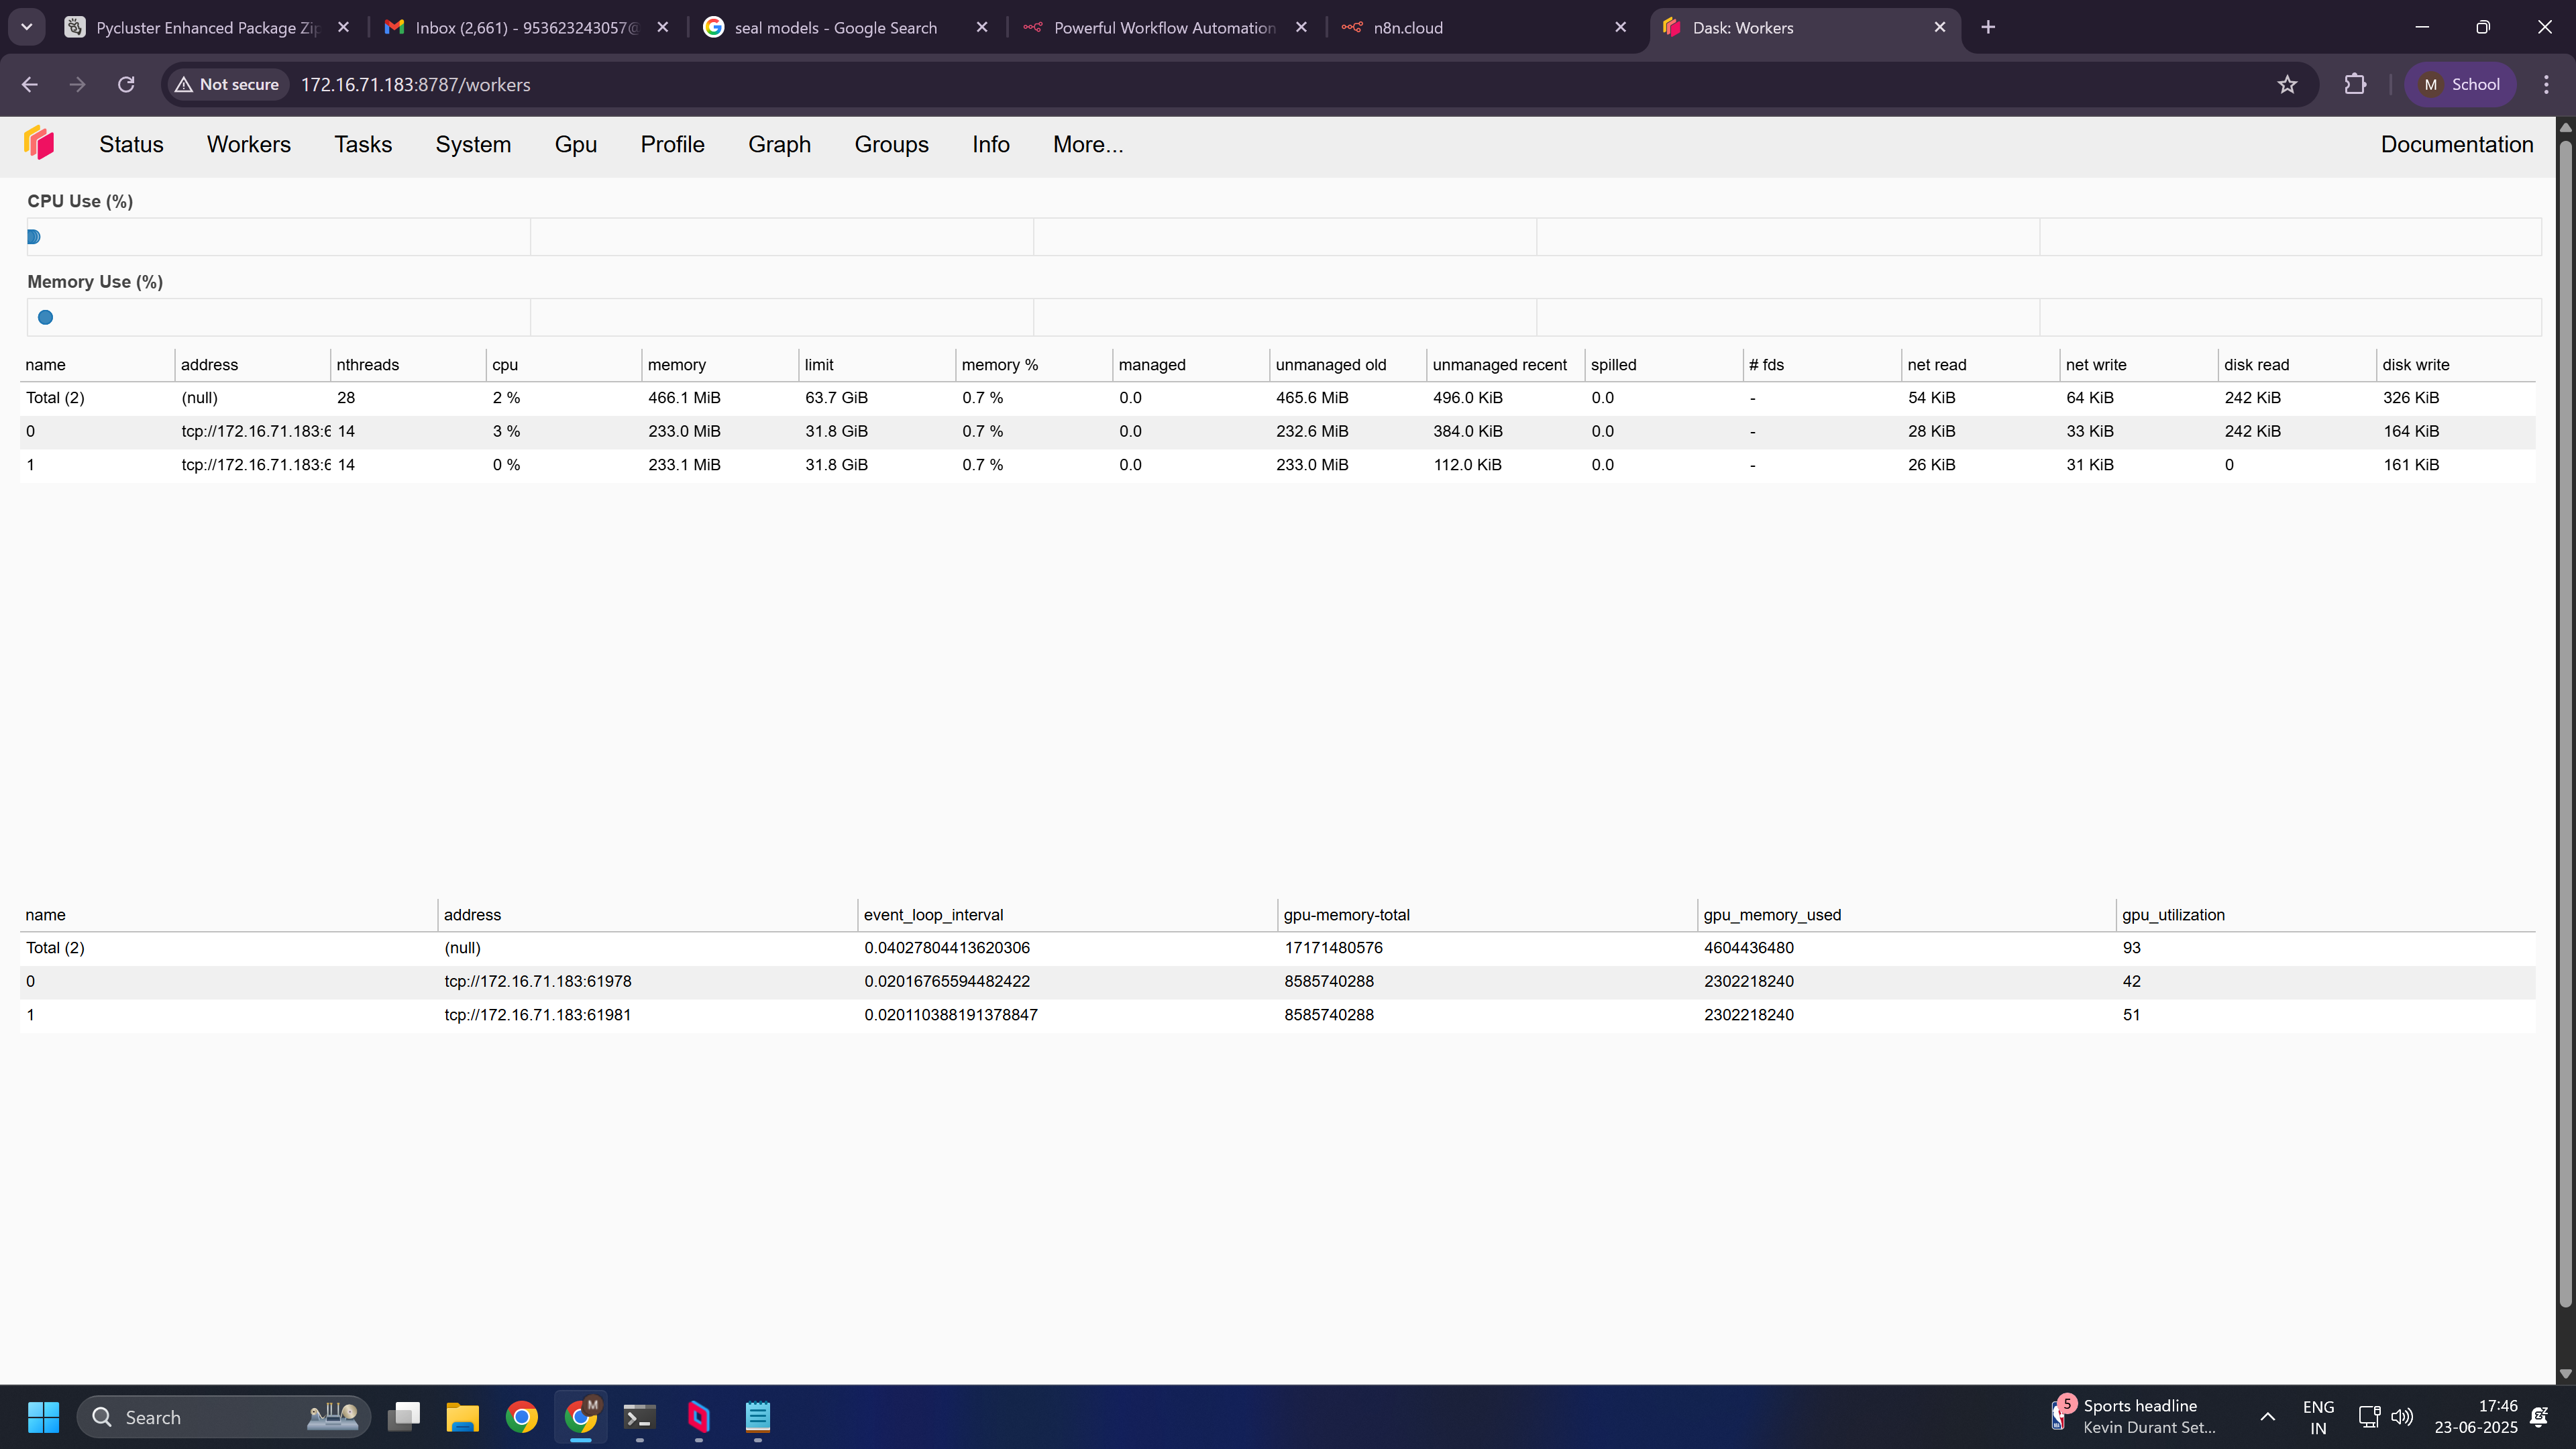 Pycluster Enhanced Package Zip
Inbox (2,661) - 953623243057@
seal models - Google Search
Powerful Workflow Automation
n8n.cloud
Dask: Workers
Not secure
172.16.71.183:8787/workers
M School
Status Workers Tasks System Gpu Profile Graph Groups Info More... Documentation
CPU Use (%)
Memory Use (%)
name address nthreads cpu memory limit memory % managed unmanaged old unmanaged recent spilled # fds net read net write disk read disk write
Total (2) (null) 28 2 % 466.1 MiB 63.7 GiB 0.7 % 0.0 465.6 MiB 496.0 KiB 0.0 - 54 KiB 64 KiB 242 KiB 326 KiB
0 tcp://172.16.71.183:6 14 3 % 233.0 MiB 31.8 GiB 0.7 % 0.0 232.6 MiB 384.0 KiB 0.0 - 28 KiB 33 KiB 242 KiB 164 KiB
1 tcp://172.16.71.183:6 14 0 % 233.1 MiB 31.8 GiB 0.7 % 0.0 233.0 MiB 112.0 KiB 0.0 - 26 KiB 31 KiB 0 161 KiB
name address event_loop_interval gpu-memory-total gpu_memory_used gpu_utilization
Total (2) (null) 0.04027804413620306 17171480576 4604436480 93
0 tcp://172.16.71.183:61978 0.02016765594482422 8585740288 2302218240 42
1 tcp://172.16.71.183:61981 0.020110388191378847 8585740288 2302218240 51
Search
M
5
Sports headline
Kevin Durant Set...
ENG
IN
17:46
23-06-2025